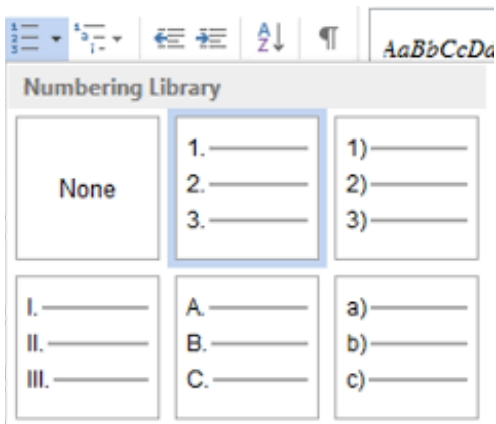 AaBbCcDd
Numbering Library
None
1.
2.
3.
1)
2)
3)
I.
II.
III.
A.
B.
C.
a)
b)
c)